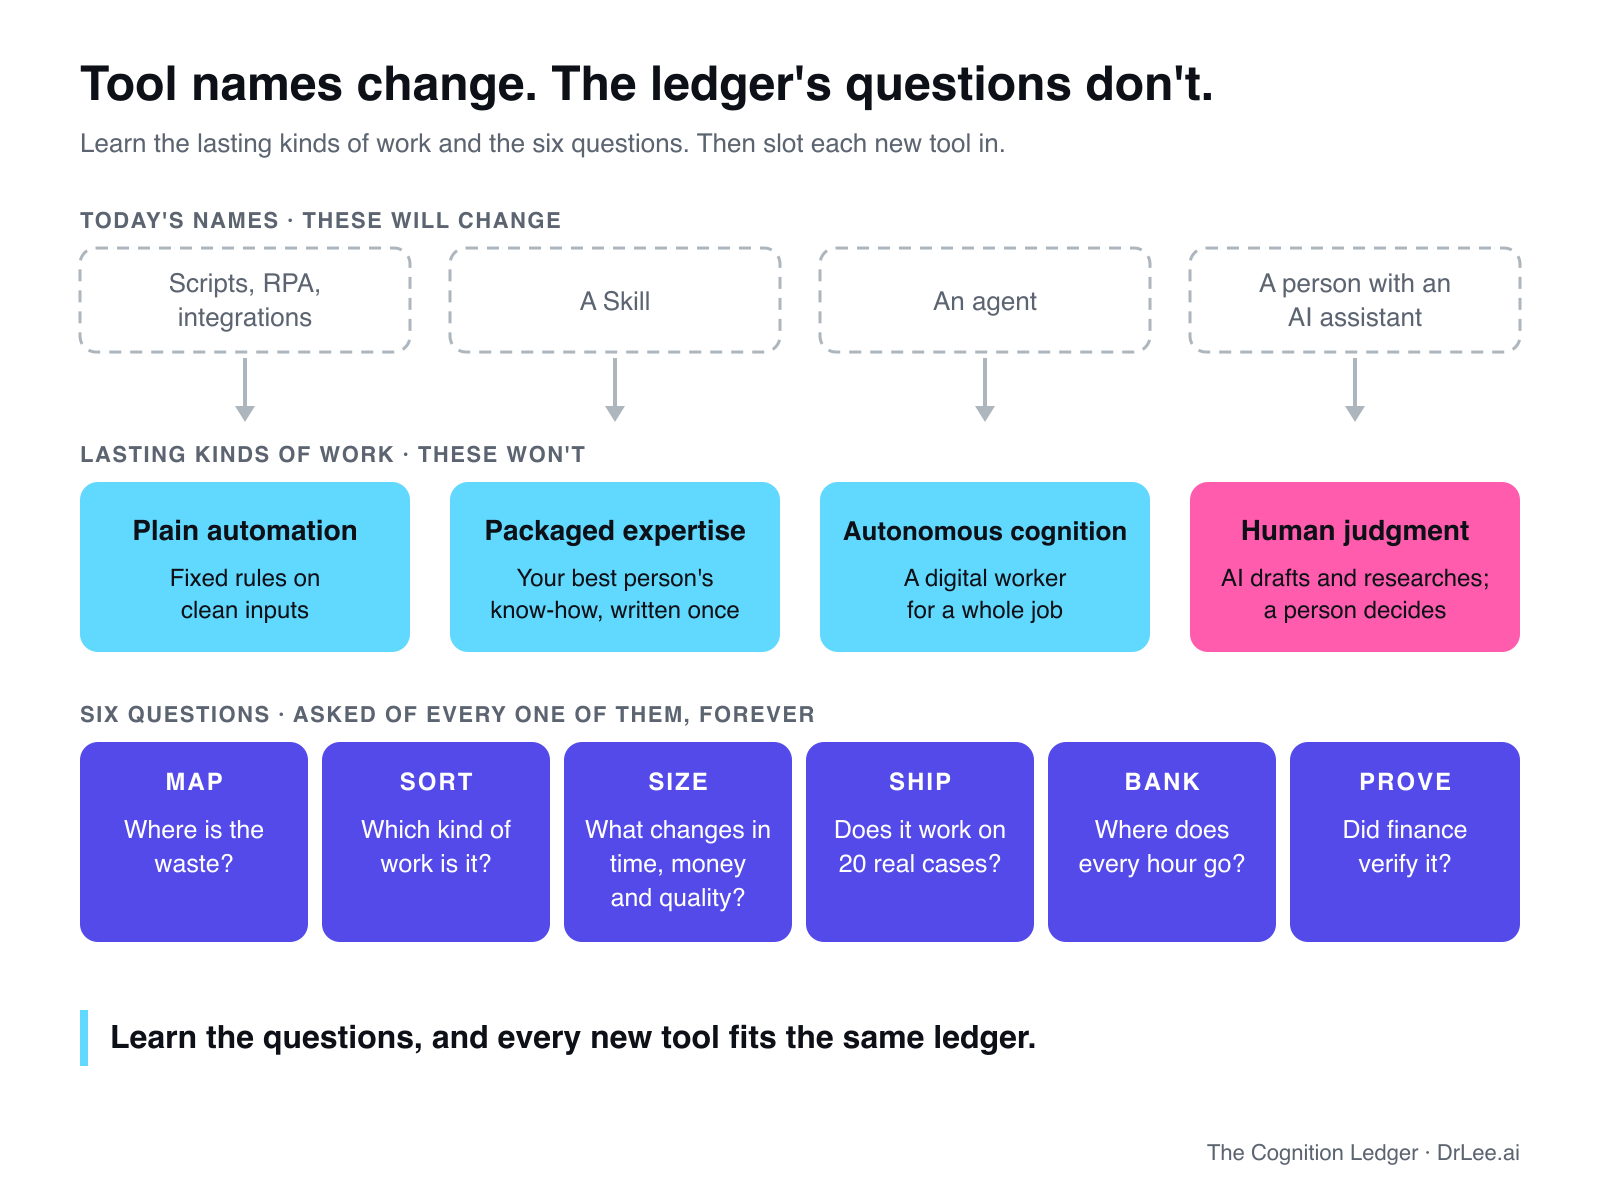 Tool names change. The ledger's questions don't.
Learn the lasting kinds of work and the six questions. Then slot each new tool in.
TODAY'S NAMES · THESE WILL CHANGE
Scripts, RPA,
integrations
A Skill
An agent
A person with an
AI assistant
LASTING KINDS OF WORK · THESE WON'T
Plain automation
Fixed rules on
clean inputs
Packaged expertise
Your best person's
know-how, written once
Autonomous cognition
A digital worker
for a whole job
Human judgment
AI drafts and researches;
a person decides
SIX QUESTIONS · ASKED OF EVERY ONE OF THEM, FOREVER
MAP
Where is the
waste?
SORT
Which kind of
work is it?
SIZE
What changes in
time, money
and quality?
SHIP
Does it work on
20 real cases?
BANK
Where does
every hour go?
PROVE
Did finance
verify it?
Learn the questions, and every new tool fits the same ledger.
The Cognition Ledger · DrLee.ai